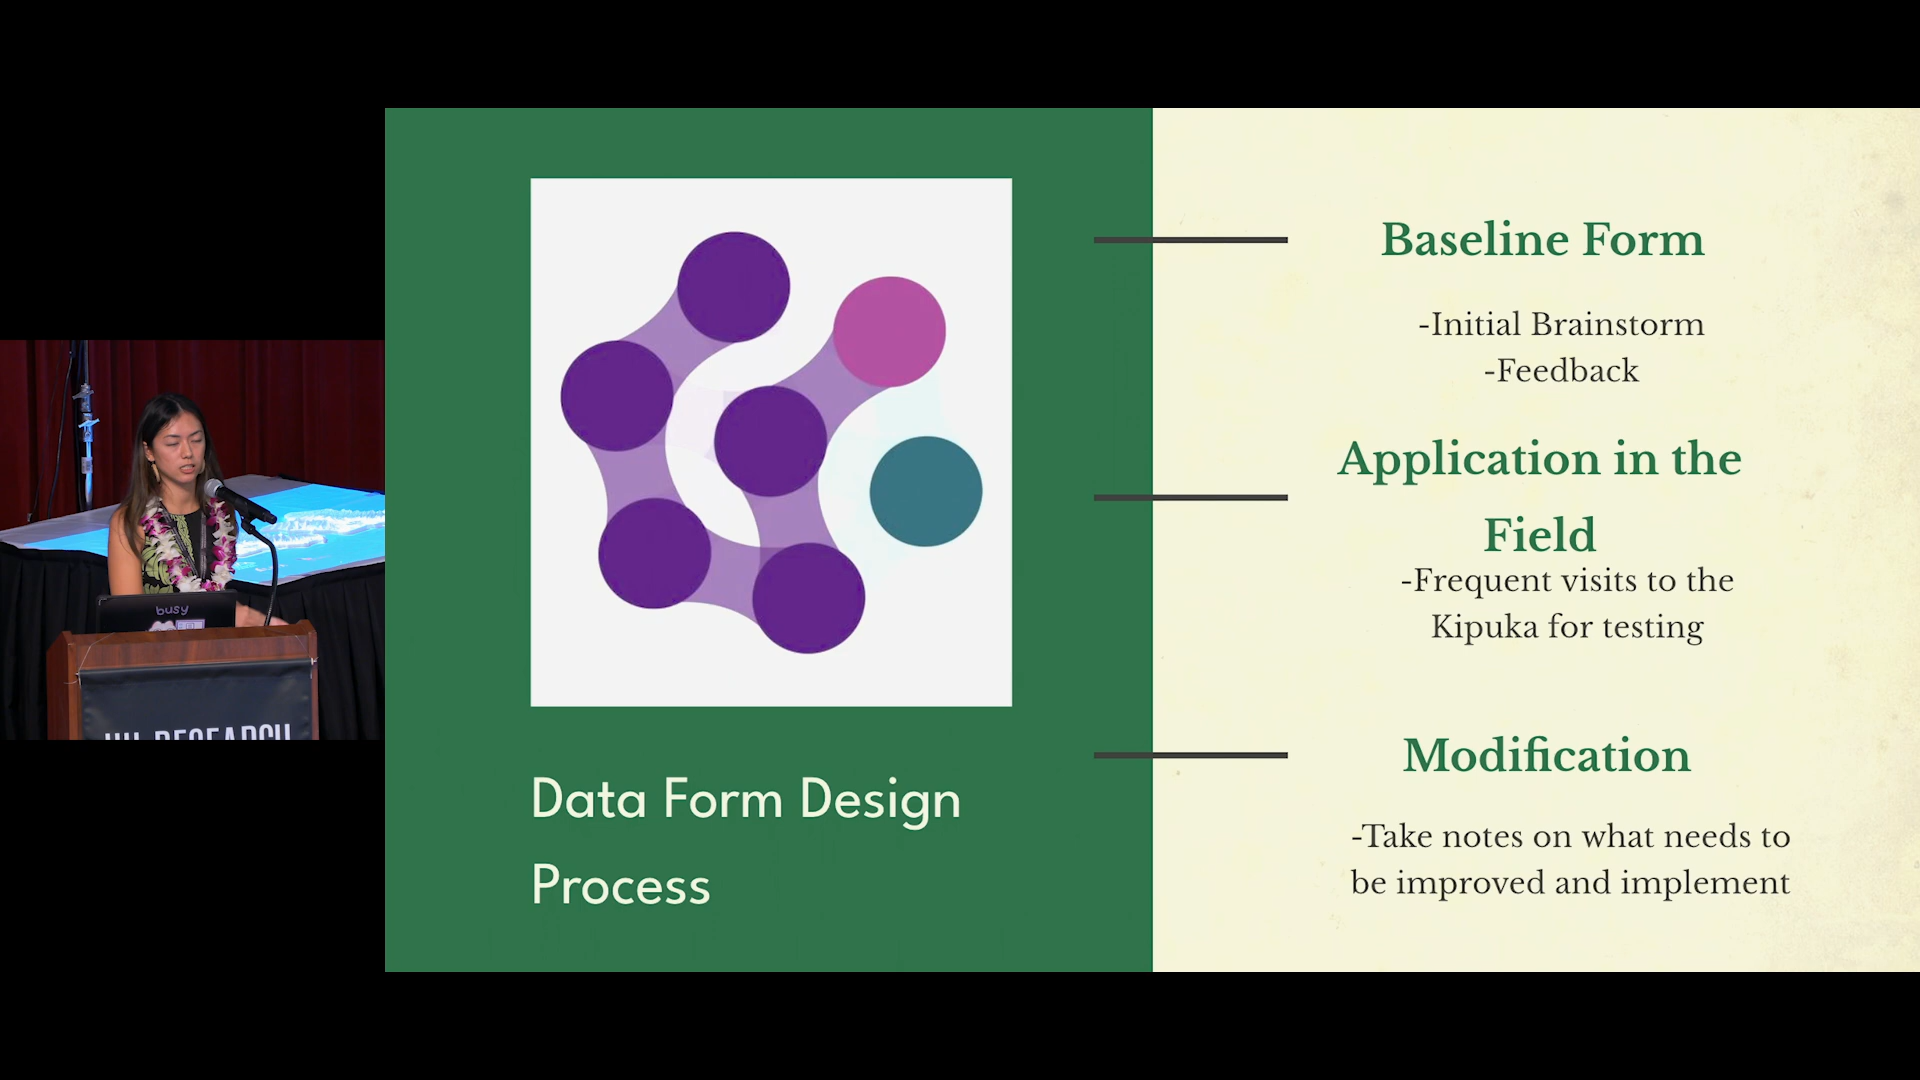 busy
Data Form Design
Process
Baseline Form
-Initial Brainstorm
-Feedback
Application in the
Field
-Frequent visits to the
Kipuka for testing
Modification
-Take notes on what needs to
be improved and implement